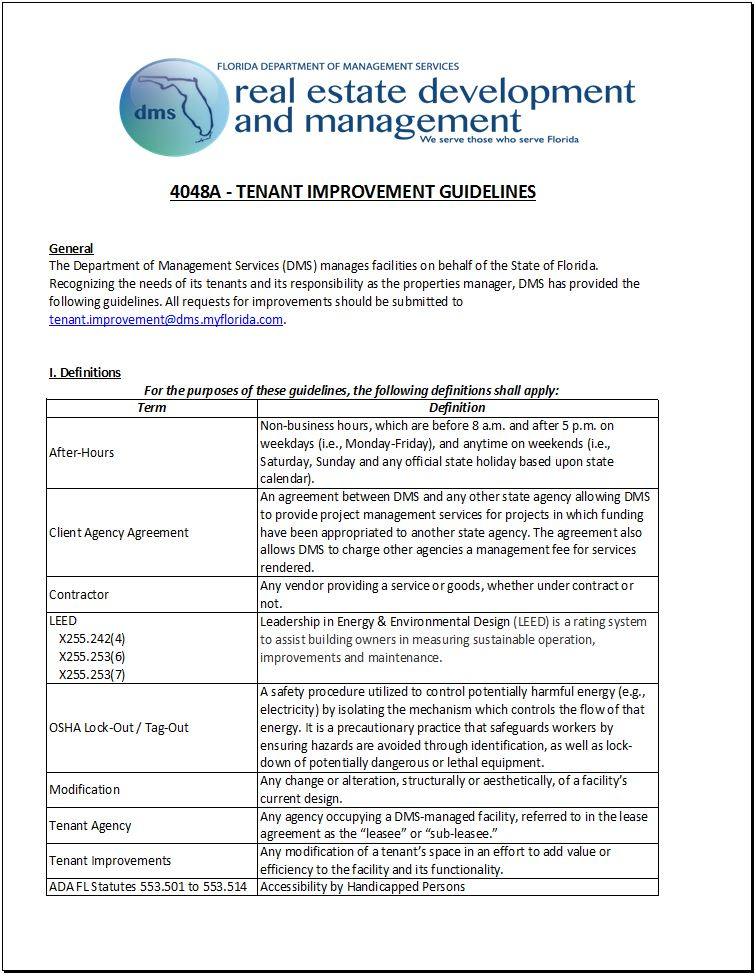 FLORIDA DEPARTMENT OF MANAGEMENT SERVICES
dms
real estate development
and management
We serve those who serve Florida
4048A - TENANT IMPROVEMENT GUIDELINES
General
The Department of Management Services (DMS) manages facilities on behalf of the State of Florida.
Recognizing the needs of its tenants and its responsibility as the properties manager, DMS has provided the
following guidelines. All requests for improvements should be submitted to
tenant.improvement@dms.myflorida.com.
I. Definitions
For the purposes of these guidelines, the following definitions shall apply:
Term
Definition
After-Hours
Non-business hours, which are before 8 a.m. and after 5 p.m. on
weekdays (i.e., Monday-Friday), and anytime on weekends (i.e.,
Saturday, Sunday and any official state holiday based upon state
calendar).
Client Agency Agreement
An agreement between DMS and any other state agency allowing DMS
to provide project management services for projects in which funding
have been appropriated to another state agency. The agreement also
allows DMS to charge other agencies a management fee for services
rendered.
Contractor
Any vendor providing a service or goods, whether under contract or
not.
LEED
X255.242(4)
X255.253(6)
X255.253(7)
Leadership in Energy & Environmental Design (LEED) is a rating system
to assist building owners in measuring sustainable operation,
improvements and maintenance.
OSHA Lock-Out / Tag-Out
A safety procedure utilized to control potentially harmful energy (e.g.,
electricity) by isolating the mechanism which controls the flow of that
energy. It is a precautionary practice that safeguards workers by
ensuring hazards are avoided through identification, as well as lock-
down of potentially dangerous or lethal equipment.
Modification
Any change or alteration, structurally or aesthetically, of a facility’s
current design.
Tenant Agency
Any agency occupying a DMS-managed facility, referred to in the lease
agreement as the “leasee” or “sub-leasee.”
Tenant Improvements
Any modification of a tenant’s space in an effort to add value or
efficiency to the facility and its functionality.
ADA FL Statutes 553.501 to 553.514
Accessibility by Handicapped Persons